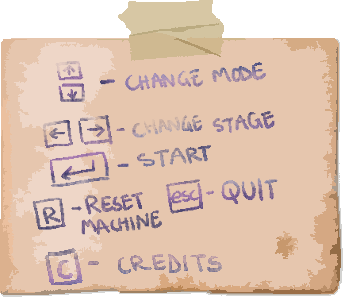 ↑ ↓ - CHANGE MODE
← → - CHANGE STAGE
↵ - START
R - RESET MACHINE esc - QUIT
C - CREDITS